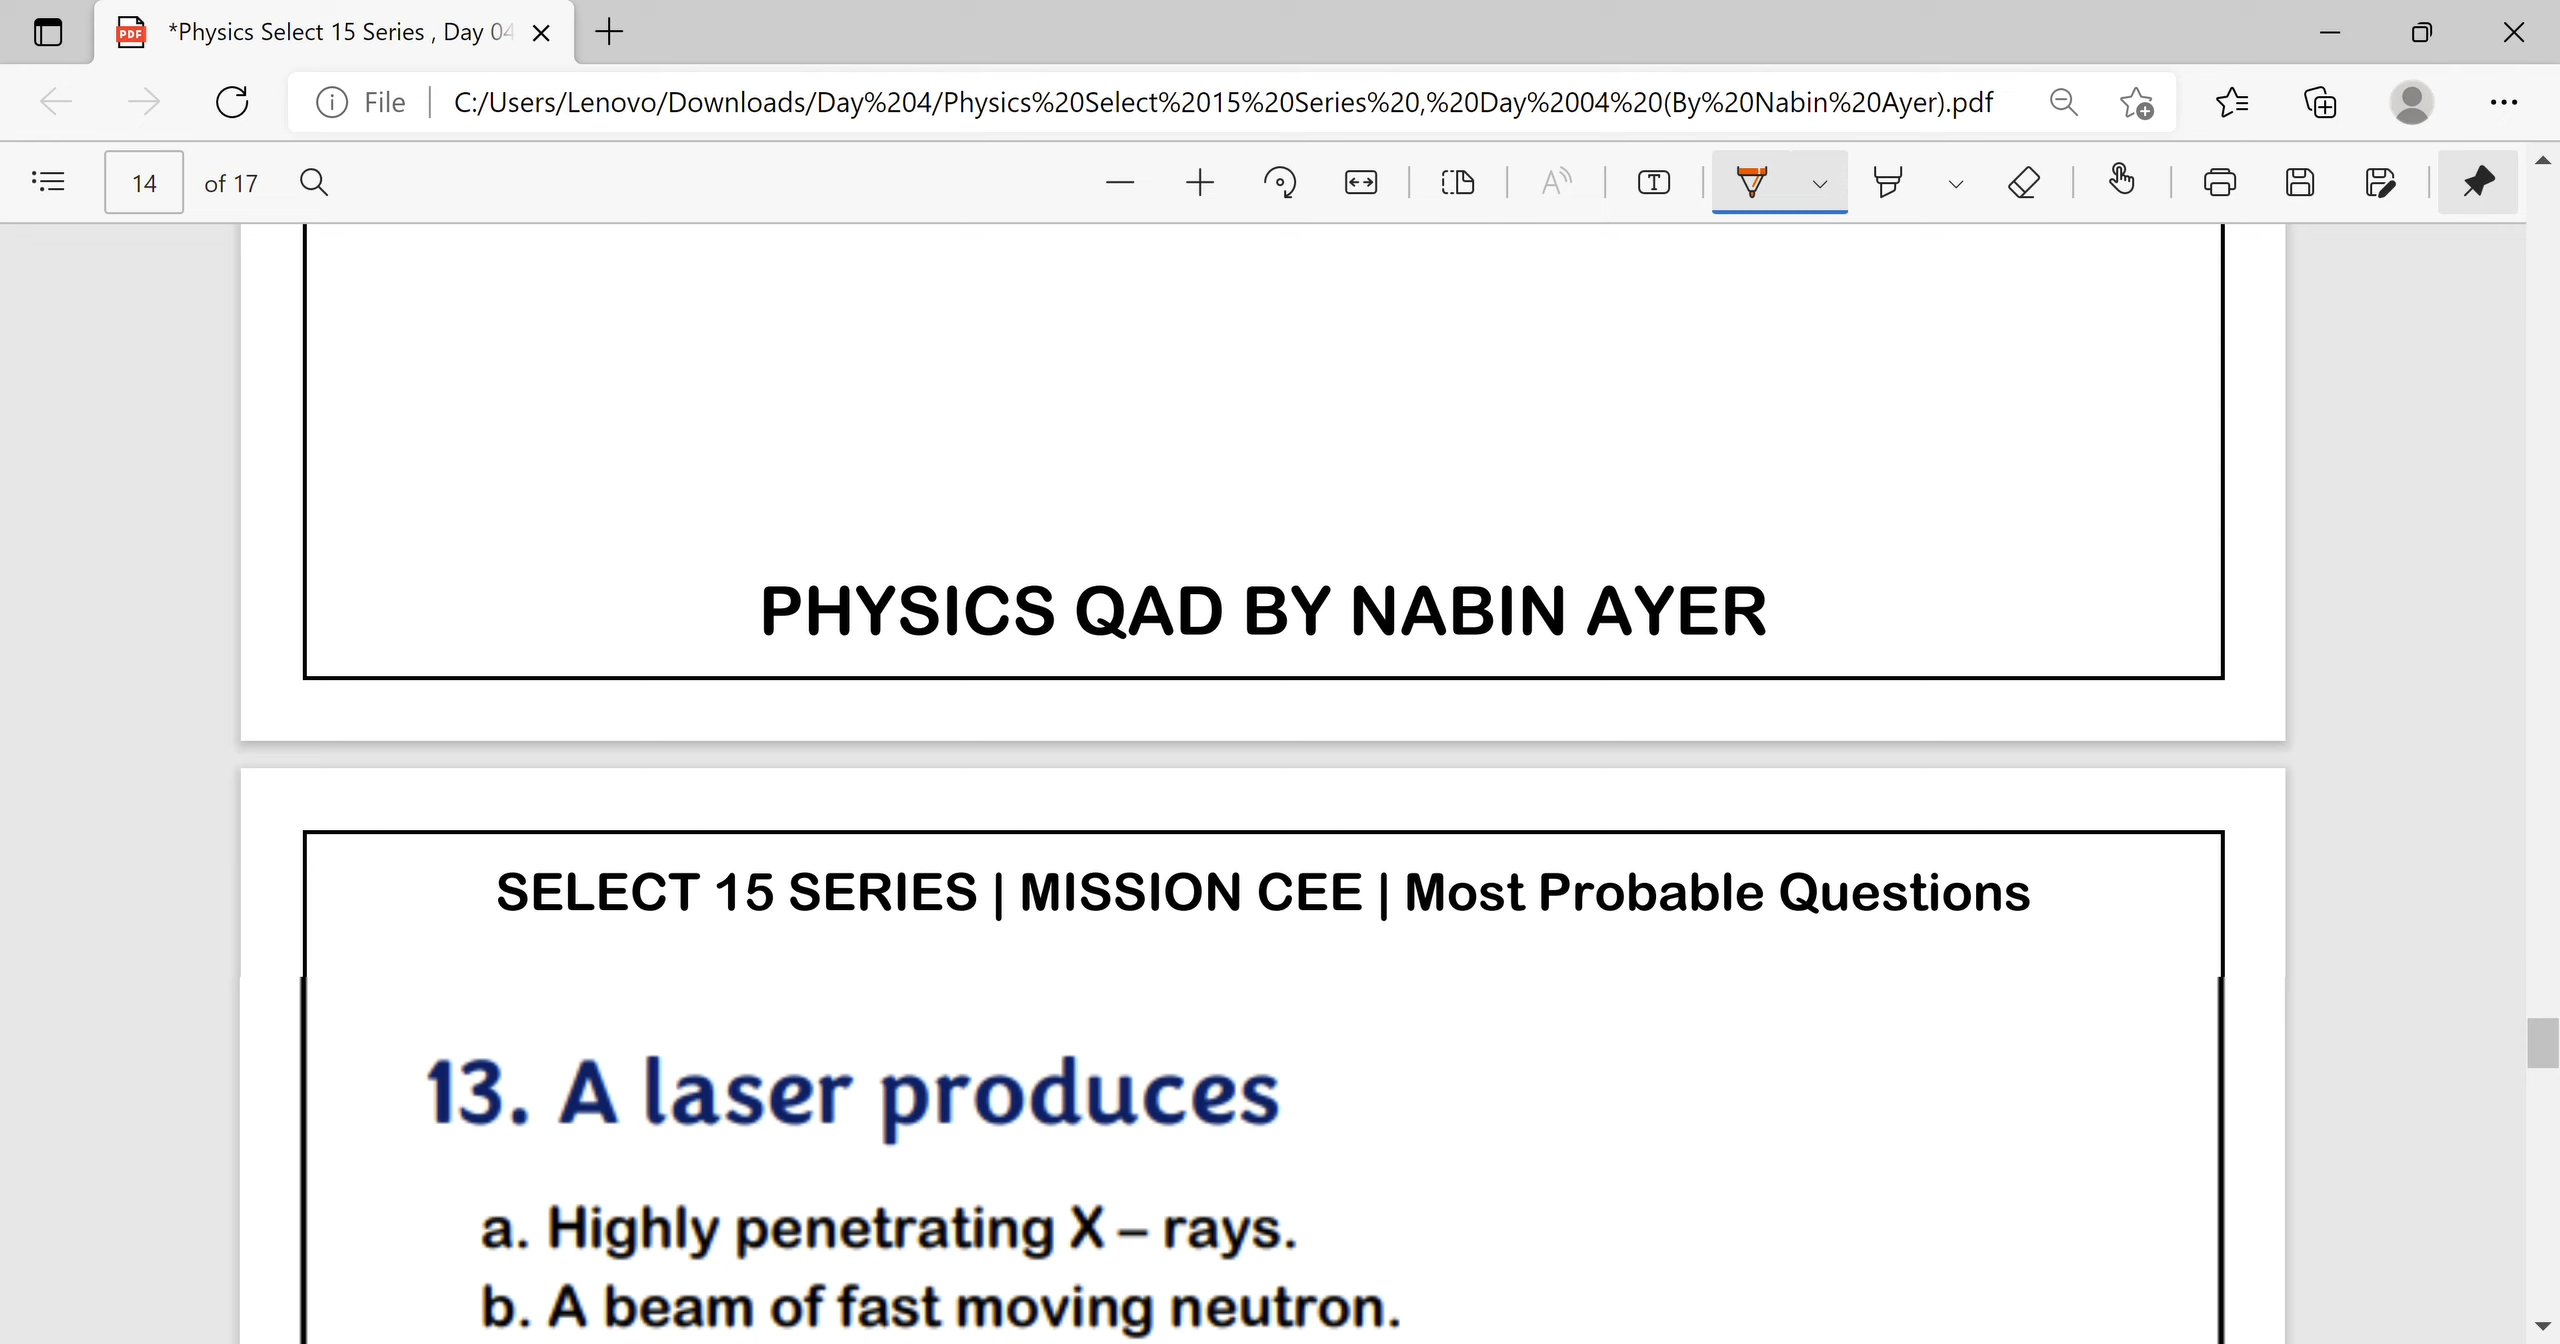 *Physics Select 15 Series , Day 04
File
C:/Users/Lenovo/Downloads/Day%204/Physics%20Select%2015%20Series%20,%20Day%2004%20(By%20Nabin%20Ayer).pdf
14 of 17
PHYSICS QAD BY NABIN AYER
SELECT 15 SERIES | MISSION CEE | Most Probable Questions
13. A laser produces
a. Highly penetrating X – rays.
b. A beam of fast moving neutron.